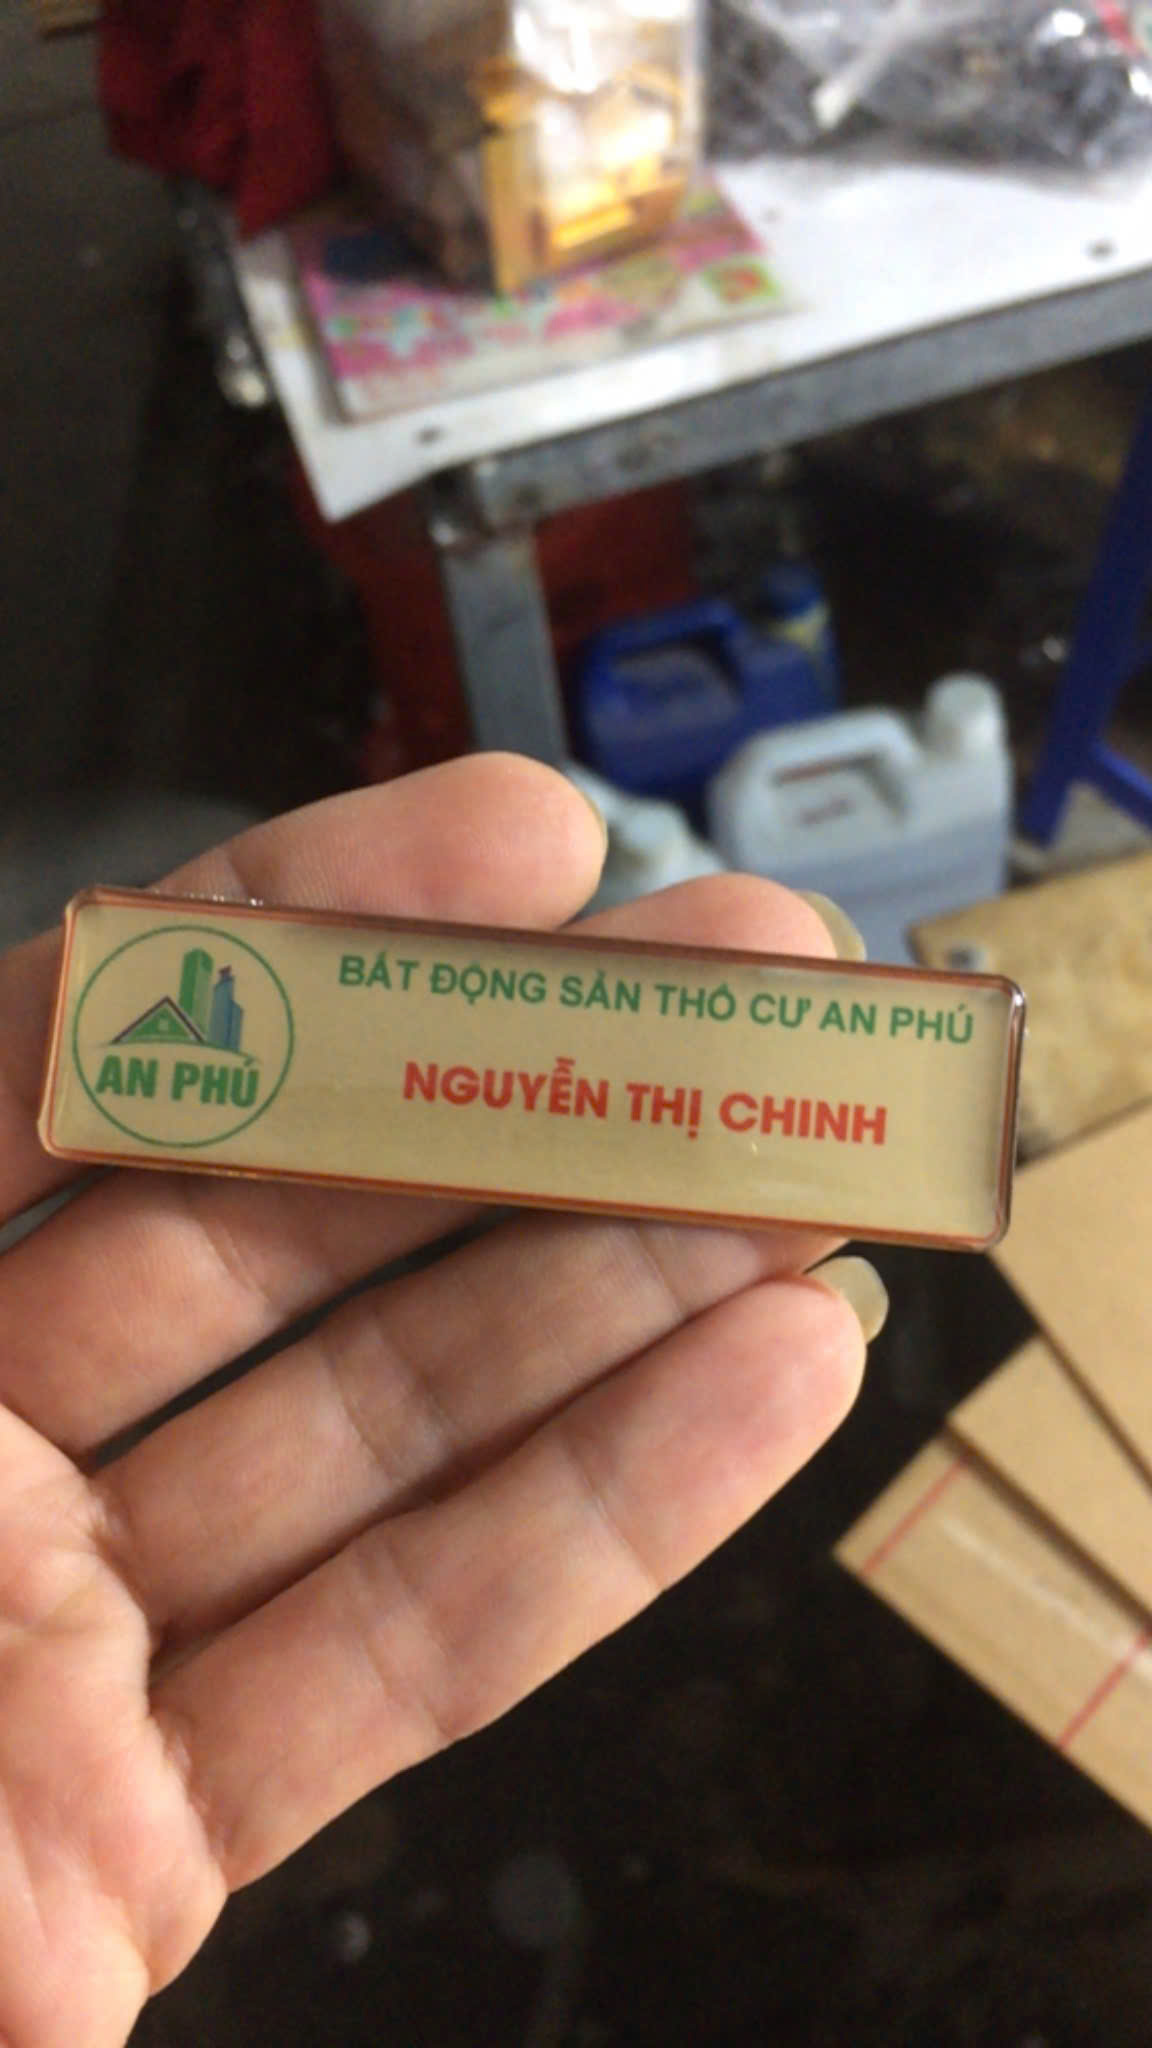 BẤT ĐỘNG SẢN THỔ CƯ AN PHÚ
NGUYỄN THỊ CHINH
AN PHÚ